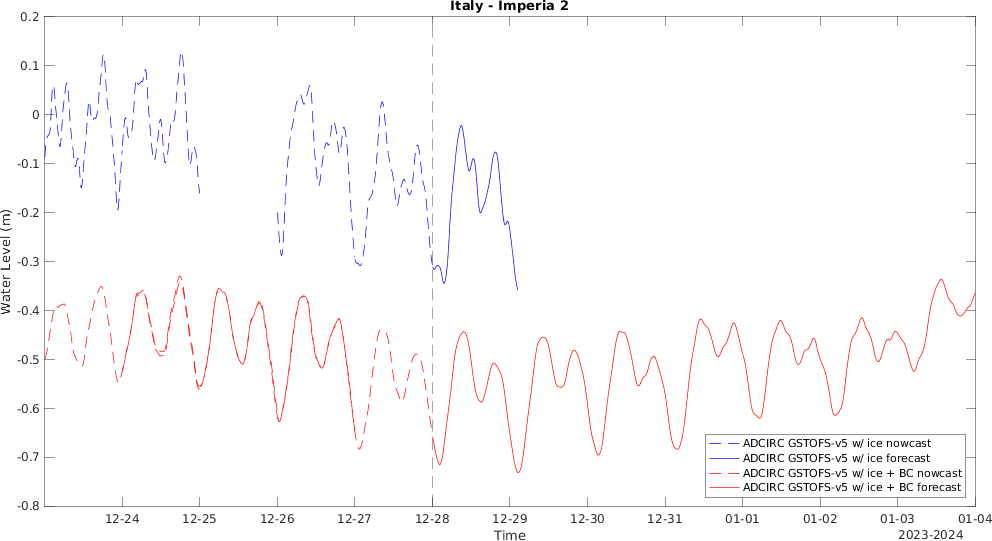 Italy - Imperia 2
0.2
0.1
0
-0.1
-0.2
-0.3
-0.4
-0.5
-0.6
-0.7
-0.8
Water Level (m)
ADCIRC GSTOFS-v5 w/ ice nowcast
ADCIRC GSTOFS-v5 w/ ice forecast
ADCIRC GSTOFS-v5 w/ ice + BC nowcast
ADCIRC GSTOFS-v5 w/ ice + BC forecast
12-24 12-25 12-26 12-27 12-28 12-29 12-30 12-31 01-01 01-02 01-03 01-04
Time
2023-2024